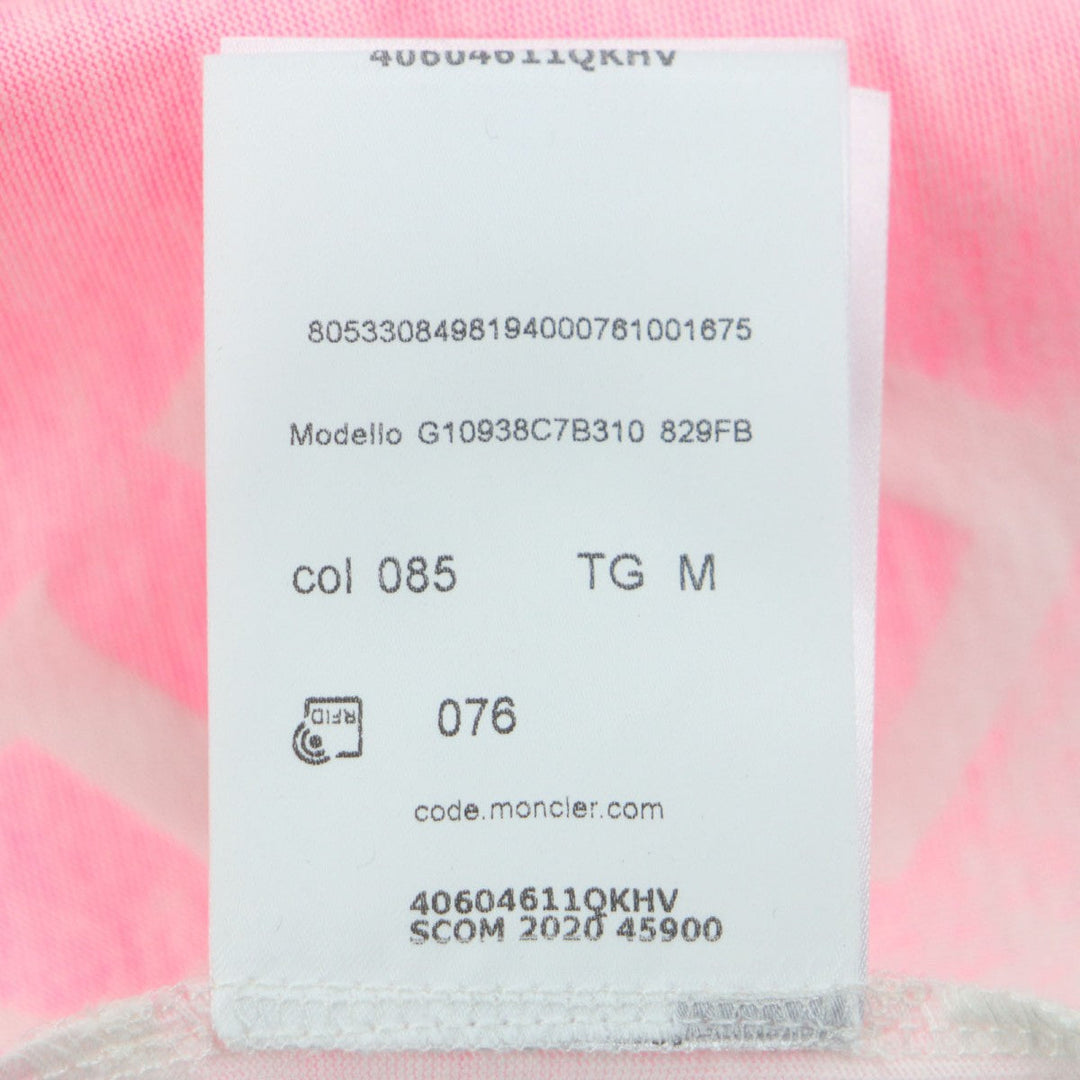 40604611QKHV
8053308498194000761001675
Modello G10938C7B310 829FB
col 085 TG M
RFID 076
code.moncler.com
40604611QKHV
SCOM 2020 45900